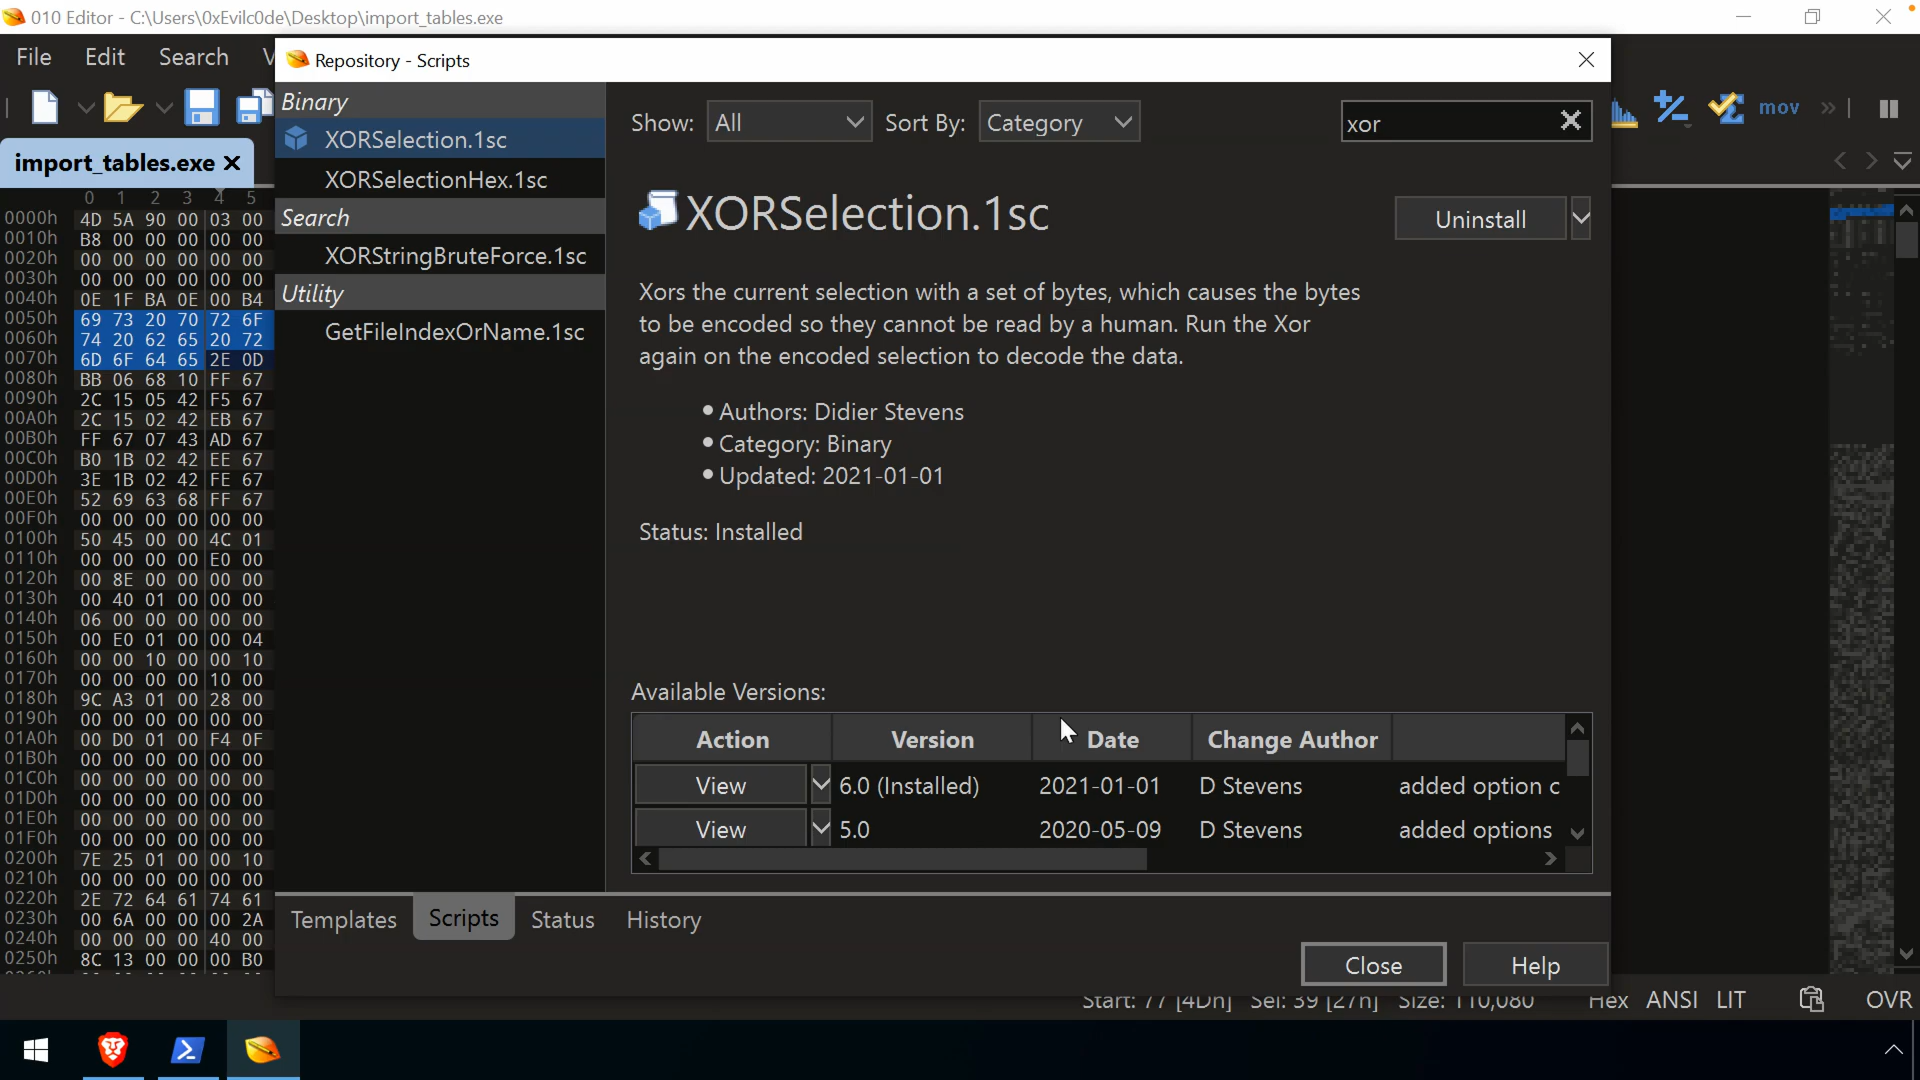 010 Editor - C:\Users\0xEvilc0de\Desktop\import_tables.exe
File Edit Search V
Repository - Scripts
mov
import_tables.exe
Binary
XORSelection.1sc
XORSelectionHex.1sc
Search
XORStringBruteForce.1sc
Utility
GetFileIndexOrName.1sc
Show: All Sort By: Category xor
XORSelection.1sc
Uninstall
Xors the current selection with a set of bytes, which causes the bytes
to be encoded so they cannot be read by a human. Run the Xor
again on the encoded selection to decode the data.
Authors: Didier Stevens
Category: Binary
Updated: 2021-01-01
Status: Installed
Available Versions:
Action Version Date Change Author
View 6.0 (Installed) 2021-01-01 D Stevens added option c
View 5.0 2020-05-09 D Stevens added options
Templates Scripts Status History
Close Help
0 1 2 3 4 5
0000h 4D 5A 90 00 03 00
0010h B8 00 00 00 00 00
0020h 00 00 00 00 00 00
0030h 00 00 00 00 00 00
0040h 0E 1F BA 0E 00 B4
0050h 69 73 20 70 72 6F
0060h 74 20 62 65 20 72
0070h 6D 6F 64 65 2E 0D
0080h BB 06 68 10 FF 67
0090h 2C 15 05 42 F5 67
00A0h 2C 15 02 42 EB 67
00B0h FF 67 07 43 AD 67
00C0h B0 1B 02 42 EE 67
00D0h 3E 1B 02 42 FE 67
00E0h 52 69 63 68 FF 67
00F0h 00 00 00 00 00 00
0100h 50 45 00 00 4C 01
0110h 00 00 00 00 E0 00
0120h 00 8E 00 00 00 00
0130h 00 40 01 00 00 00
0140h 06 00 00 00 00 00
0150h 00 E0 01 00 00 04
0160h 00 00 10 00 00 10
0170h 00 00 00 00 10 00
0180h 9C A3 01 00 28 00
0190h 00 00 00 00 00 00
01A0h 00 D0 01 00 F4 0F
01B0h 00 00 00 00 00 00
01C0h 00 00 00 00 00 00
01D0h 00 00 00 00 00 00
01E0h 00 00 00 00 00 00
01F0h 00 00 00 00 00 00
0200h 7E 25 01 00 00 10
0210h 00 00 00 00 00 00
0220h 2E 72 64 61 74 61
0230h 00 6A 00 00 00 2A
0240h 00 00 00 00 40 00
0250h 8C 13 00 00 00 B0
Start: 77 [4Dh] Sel: 39 [27h] Size: 110,080 Hex ANSI LIT OVR